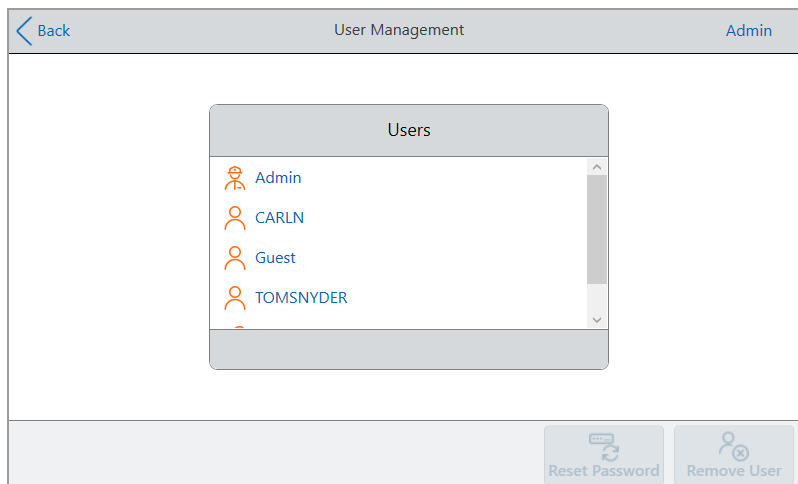 Back
User Management
Admin
Users
Admin
CARLN
Guest
TOMSNYDER
Reset Password
Remove User